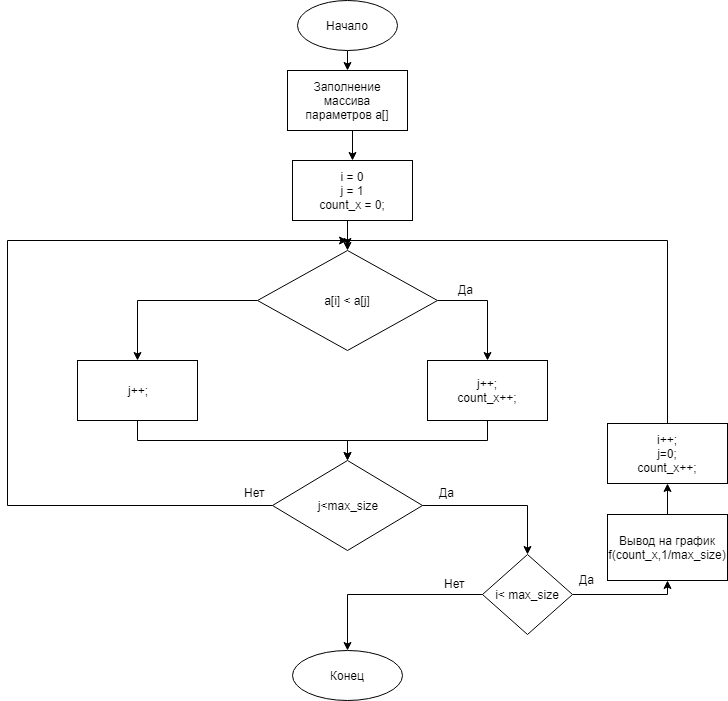 Начало
Заполнение
массива
параметров a[]
i = 0
j = 1
count_x = 0;
a[i] < a[j]
Да
j++;
j++;
count_x++;
i++;
j=0;
count_x++;
Нет
j<max_size
Да
Вывод на график
f(count_x,1/max_size)
Нет
i< max_size
Да
Конец